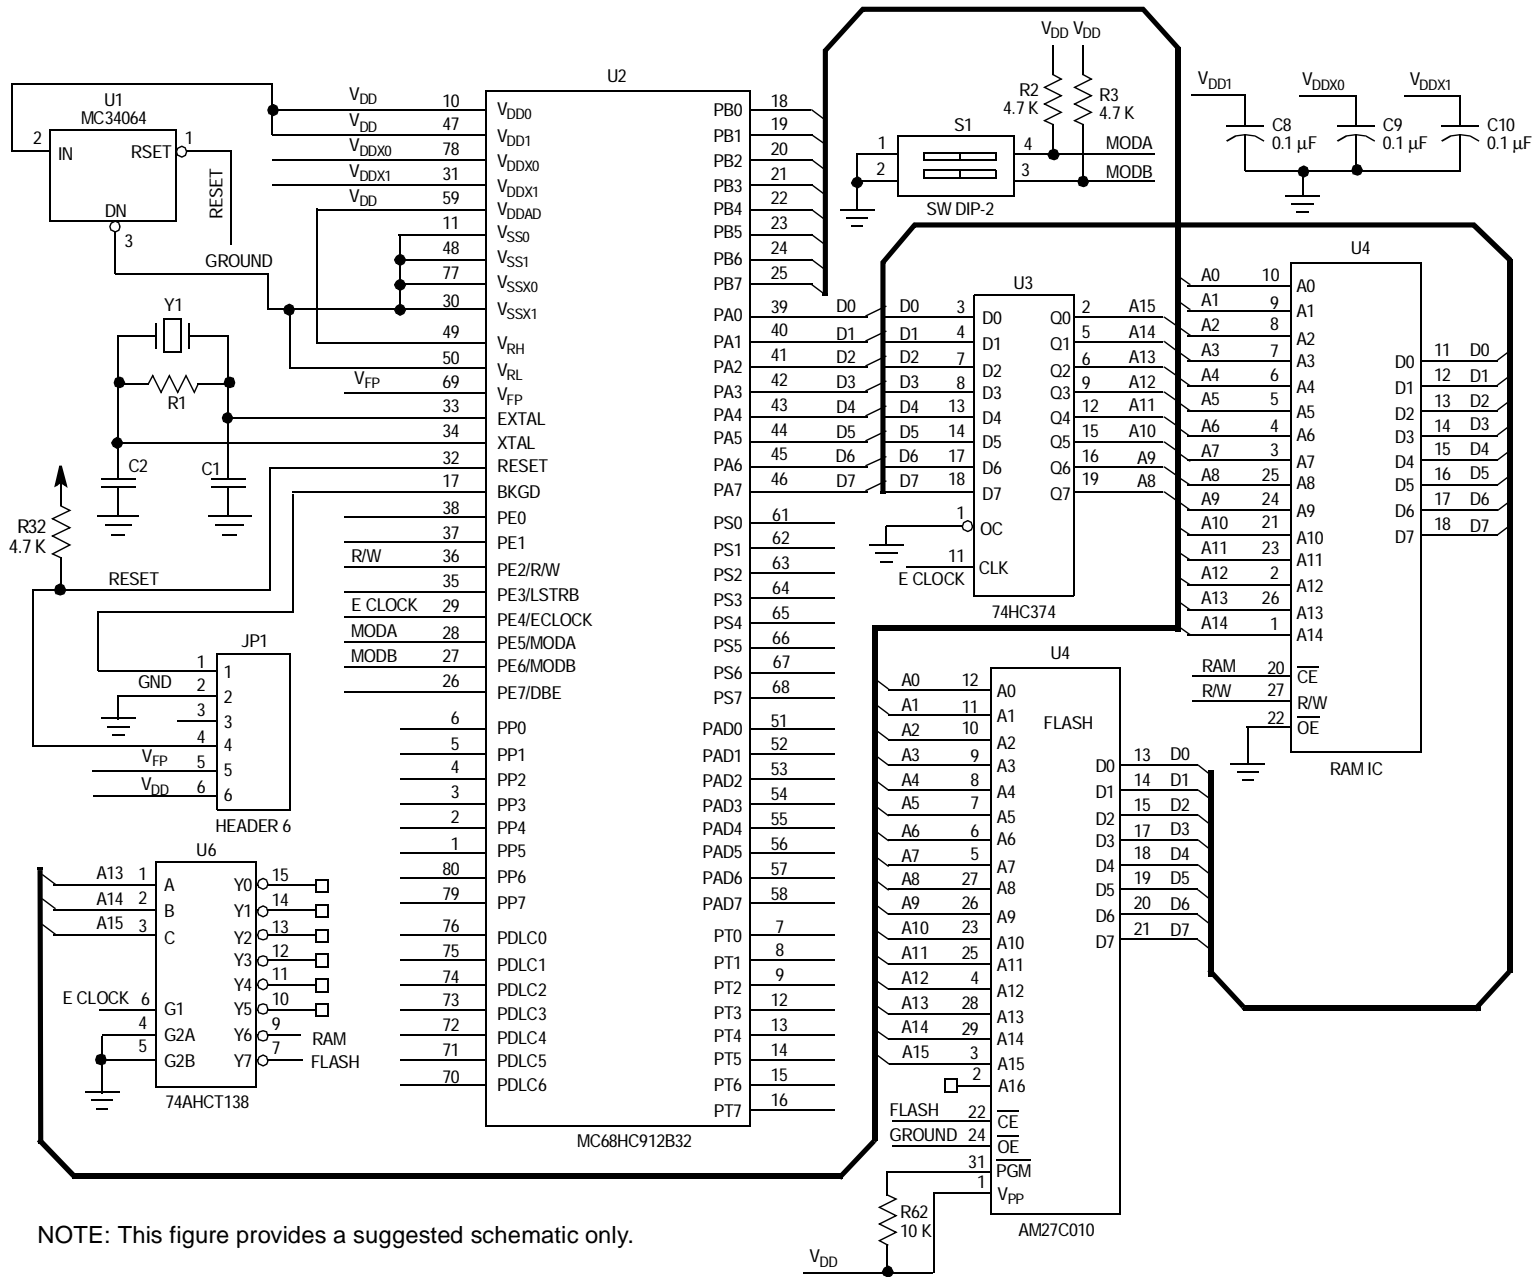 U1
MC34064
2
IN
RSET
1
DN
3
RESET
GROUND
Y1
R1
C2
C1
R32
4.7 K
RESET
JP1
1 1
GND 2 2
3 3
4 4
VFP 5 5
VDD 6 6
HEADER 6
U6
A13 1 A
A14 2 B
A15 3 C
E CLOCK 6 G1
4 G2A
5 G2B
Y0 15
Y1 14
Y2 13
Y3 12
Y4 11
Y5 10
Y6 9 RAM
Y7 7 FLASH
74AHCT138
U2
VDD 10 VDD0
VDD 47 VDD1
VDDX0 78 VDDX0
VDDX1 31 VDDX1
VDD 59 VDDAD
11 VSS0
48 VSS1
77 VSSX0
30 VSSX1
49 VRH
50 VRL
VFP 69 VFP
33 EXTAL
34 XTAL
32 RESET
17 BKGD
38 PE0
37 PE1
R/W 36 PE2/R/W
35 PE3/LSTRB
E CLOCK 29 PE4/ECLOCK
MODA 28 PE5/MODA
MODB 27 PE6/MODB
26 PE7/DBE
6 PP0
5 PP1
4 PP2
3 PP3
2 PP4
1 PP5
80 PP6
79 PP7
76 PDLC0
75 PDLC1
74 PDLC2
73 PDLC3
72 PDLC4
71 PDLC5
70 PDLC6
PB0 18
PB1 19
PB2 20
PB3 21
PB4 22
PB5 23
PB6 24
PB7 25
PA0 39 D0
PA1 40 D1
PA2 41 D2
PA3 42 D3
PA4 43 D4
PA5 44 D5
PA6 45 D6
PA7 46 D7
PS0 61
PS1 62
PS2 63
PS3 64
PS4 65
PS5 66
PS6 67
PS7 68
PAD0 51
PAD1 52
PAD2 53
PAD3 54
PAD4 55
PAD5 56
PAD6 57
PAD7 58
PT0 7
PT1 8
PT2 9
PT3 12
PT4 13
PT5 14
PT6 15
PT7 16
MC68HC912B32
VDD VDD
R2
4.7 K
R3
4.7 K
S1
1 4 MODA
2 3 MODB
SW DIP-2
VDD1 VDDX0 VDDX1
C8
0.1 µF
C9
0.1 µF
C10
0.1 µF
U3
D0 3 D0 Q0 2 A15
D1 4 D1 Q1 5 A14
D2 7 D2 Q2 6 A13
D3 8 D3 Q3 9 A12
D4 13 D4 Q4 12 A11
D5 14 D5 Q5 15 A10
D6 17 D6 Q6 16 A9
D7 18 D7 Q7 19 A8
1 OC
11 CLK
E CLOCK
74HC374
U4
A0 10 A0
A1 9 A1
A2 8 A2
A3 7 A3
A4 6 A4
A5 5 A5
A6 4 A6
A7 3 A7
A8 25 A8
A9 24 A9
A10 21 A10
A11 23 A11
A12 2 A12
A13 26 A13
A14 1 A14
RAM 20 CE
R/W 27 R/W
22 OE
D0 11 D0
D1 12 D1
D2 13 D2
D3 14 D3
D4 15 D4
D5 16 D5
D6 17 D6
D7 18 D7
RAM IC
U4
FLASH
A0 12 A0
A1 11 A1
A2 10 A2
A3 9 A3
A4 8 A4
A5 7 A5
A6 6 A6
A7 5 A7
A8 27 A8
A9 26 A9
A10 23 A10
A11 25 A11
A12 4 A12
A13 28 A13
A14 29 A14
A15 3 A15
2 A16
FLASH 22 CE
GROUND 24 OE
31 PGM
1 VPP
D0 13 D0
D1 14 D1
D2 15 D2
D3 17 D3
D4 18 D4
D5 19 D5
D6 20 D6
D7 21 D7
AM27C010
R62
10 K
VDD
NOTE: This figure provides a suggested schematic only.